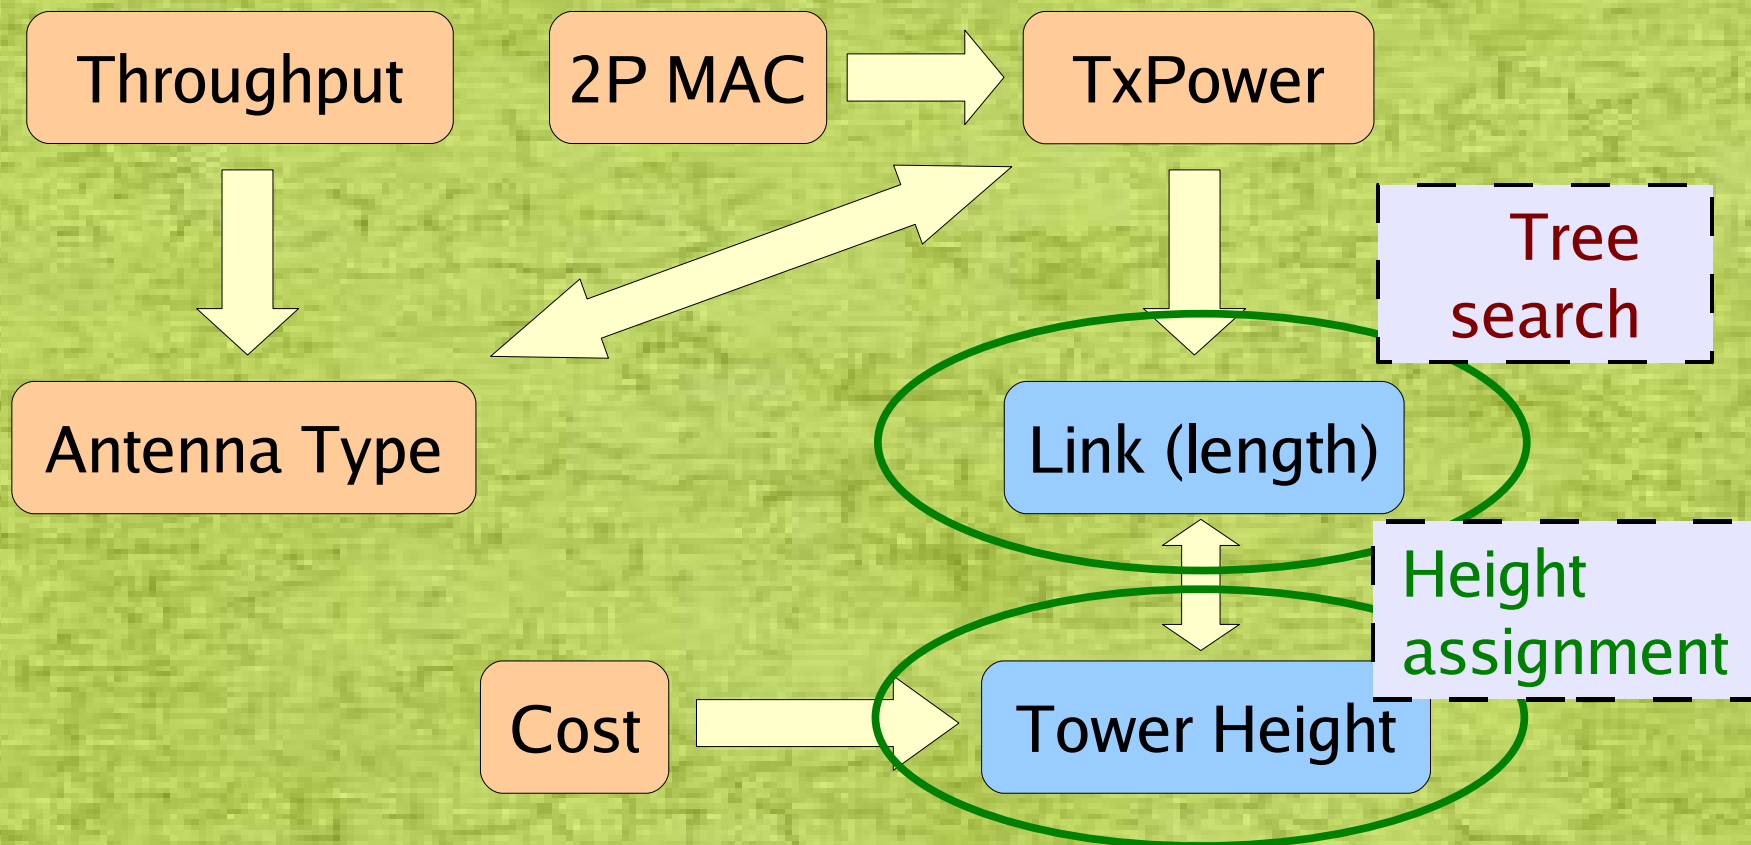 Throughput
2P MAC
TxPower
Tree
search
Antenna Type
Link (length)
Height
assignment
Cost
Tower Height